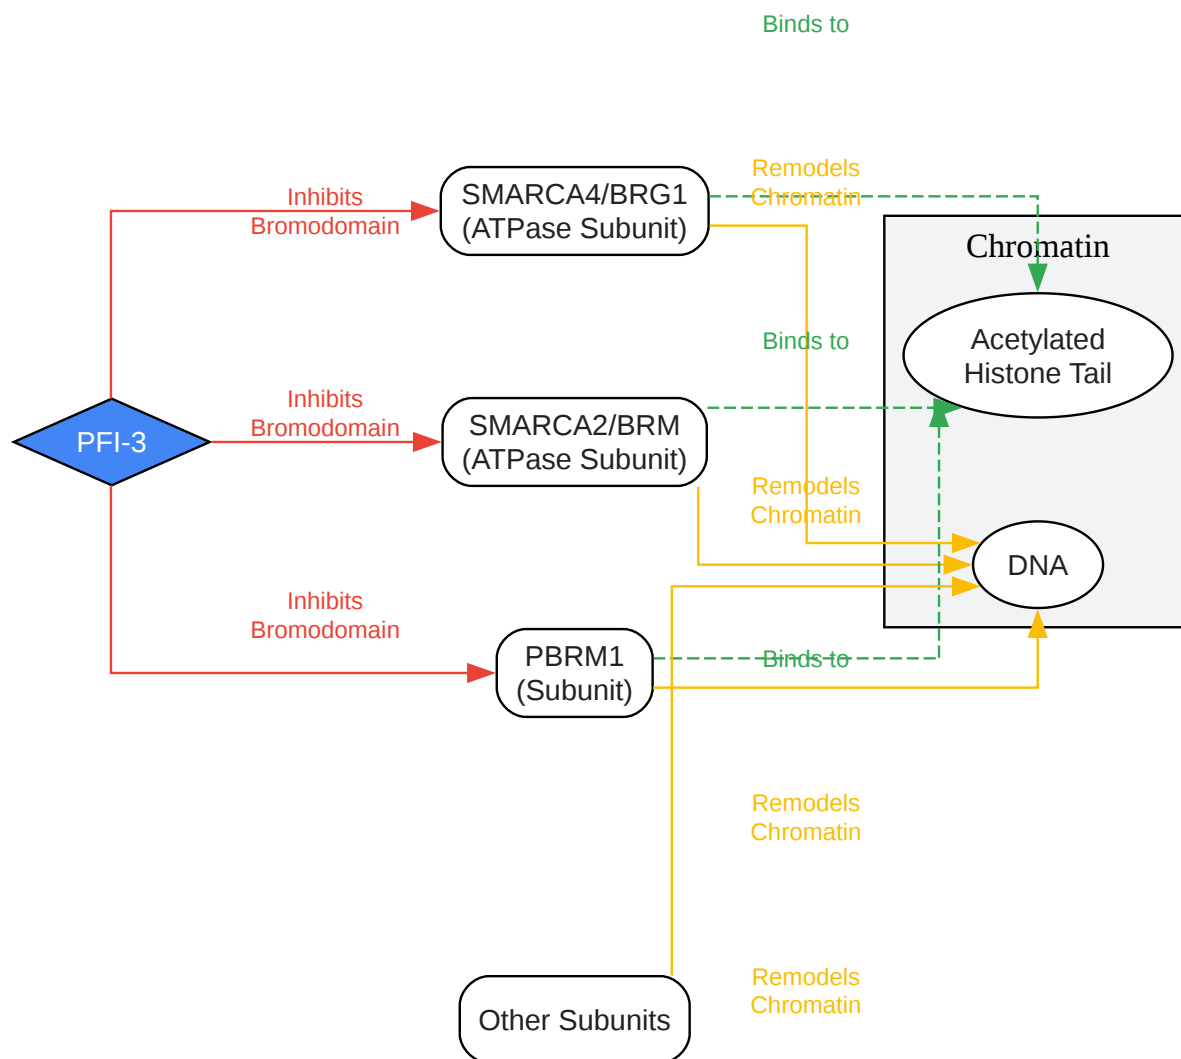 Binds to
Remodels
Chromatin
SMARCA4/BRG1
(ATPase Subunit)
Inhibits
Bromodomain
Chromatin
Acetylated
Histone Tail
Binds to
Inhibits
Bromodomain
SMARCA2/BRM
(ATPase Subunit)
PFI-3
Remodels
Chromatin
DNA
Inhibits
Bromodomain
PBRM1
(Subunit)
Binds to
Remodels
Chromatin
Remodels
Chromatin
Other Subunits